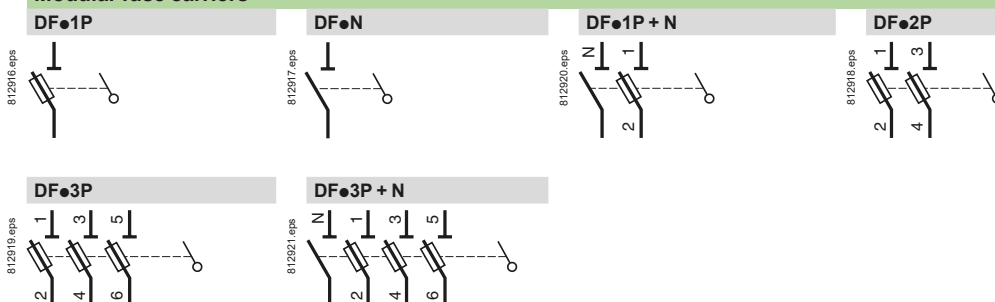 Modular fuse carriers
DF●1P
DF●N
DF●1P + N
DF●2P
812916.eps
812917.eps
812920.eps
N 1
2
812918.eps
1 3
2 4
DF●3P
DF●3P + N
812919.eps
1 3 5
2 4 6
812921.eps
N 1 3 5
2 4 6